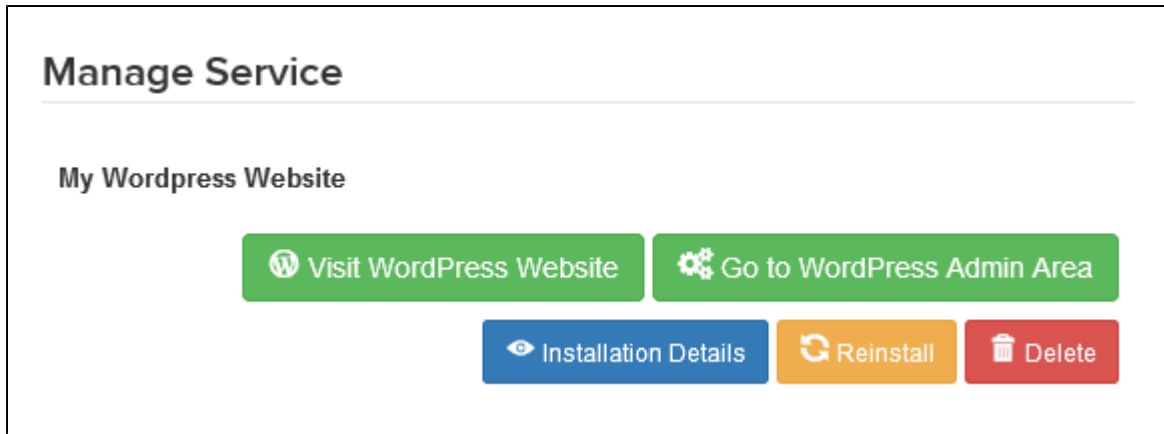 Manage Service
My Wordpress Website
Visit WordPress Website Go to WordPress Admin Area
Installation Details Reinstall Delete